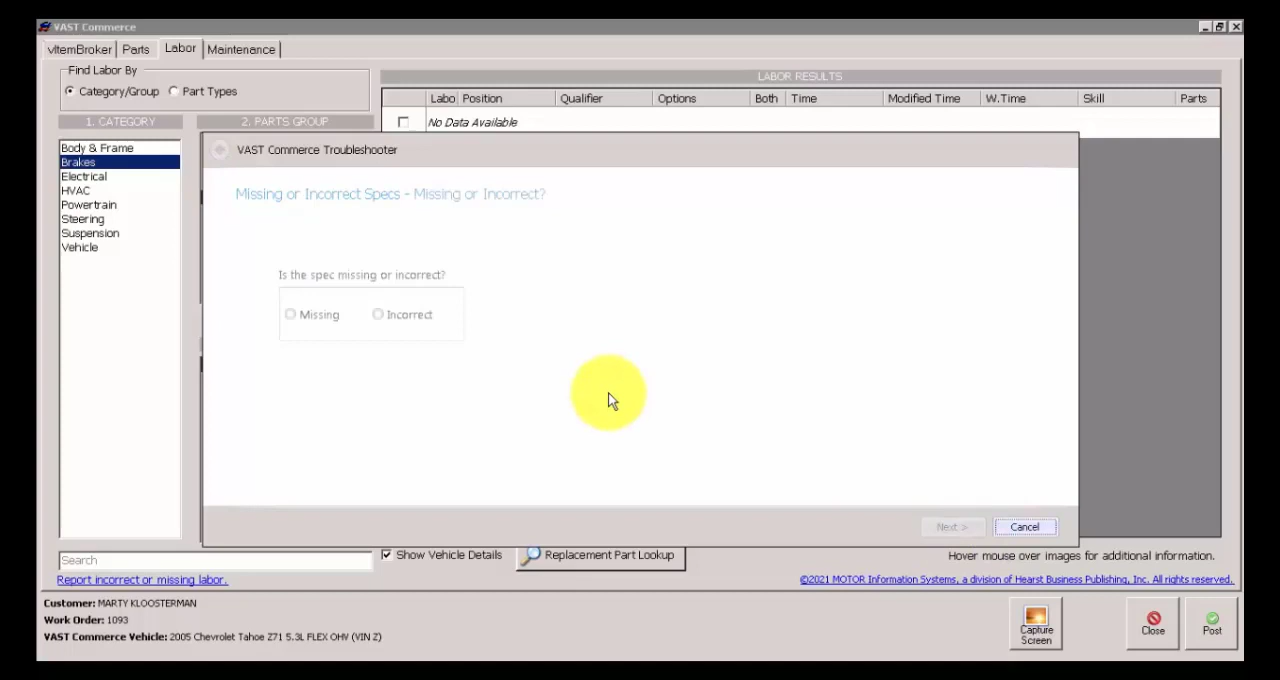 VAST Commerce
vItemBroker Parts Labor Maintenance
Find Labor By
Category/Group Part Types
LABOR RESULTS
Labo Position Qualifier Options Both Time Modified Time W.Time Skill Parts
1. CATEGORY 2. PARTS GROUP
No Data Available
Body & Frame
Brakes
Electrical
HVAC
Powertrain
Steering
Suspension
Vehicle
VAST Commerce Troubleshooter
Missing or Incorrect Specs - Missing or Incorrect?
Is the spec missing or incorrect?
Missing Incorrect
Next > Cancel
Search
Show Vehicle Details Replacement Part Lookup Hover mouse over images for additional information.
Report incorrect or missing labor. ©2021 MOTOR Information Systems, a division of Hearst Business Publishing, Inc. All rights reserved.
Customer: MARTY KLOOSTERMAN
Work Order: 1093
VAST Commerce Vehicle: 2005 Chevrolet Tahoe Z71 5.3L FLEX OHV (VIN Z)
Capture
Screen
Close
Post